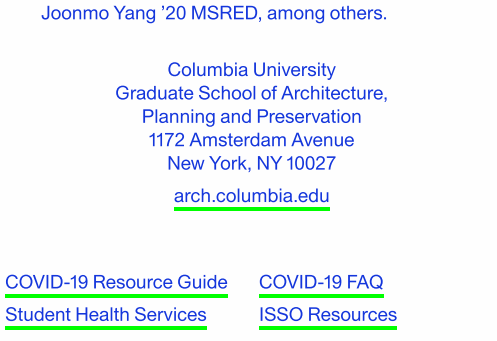 Joonmo Yang ’20 MSRED, among others.
Columbia University
Graduate School of Architecture,
Planning and Preservation
1172 Amsterdam Avenue
New York, NY 10027
arch.columbia.edu
COVID-19 Resource Guide
COVID-19 FAQ
Student Health Services
ISSO Resources